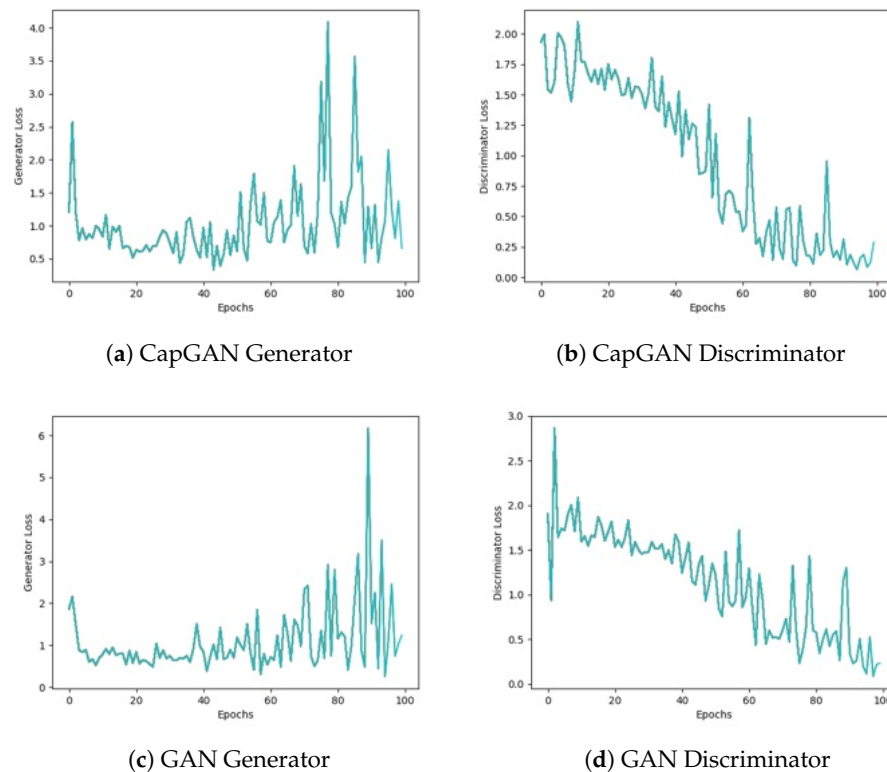 4.0
3.5
3.0
2.5
2.0
1.5
1.0
0.5
Generator Loss
0 20 40 60 80 100
Epochs
(a) CapGAN Generator
2.00
1.75
1.50
1.25
1.00
0.75
0.50
0.25
0.00
Discriminator Loss
0 20 40 60 80 100
Epochs
(b) CapGAN Discriminator
6
5
4
3
2
1
0
Generator Loss
0 20 40 60 80 100
Epochs
(c) GAN Generator
3.0
2.5
2.0
1.5
1.0
0.5
0.0
Discriminator Loss
0 20 40 60 80
Epochs
(d) GAN Discriminator